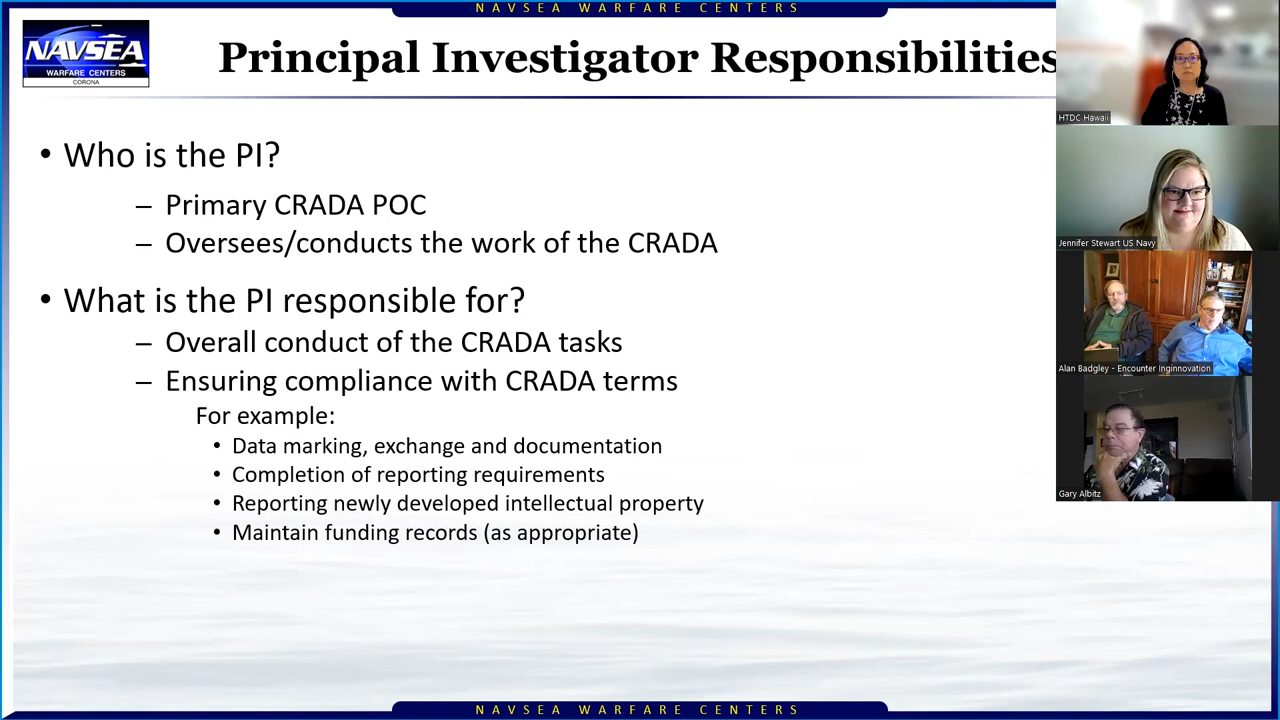 NAVSEA WARFARE CENTERS
NAVSEA
WARFARE CENTERS
CORONA
Principal Investigator Responsibilities
• Who is the PI?
– Primary CRADA POC
– Oversees/conducts the work of the CRADA
• What is the PI responsible for?
– Overall conduct of the CRADA tasks
– Ensuring compliance with CRADA terms
For example:
• Data marking, exchange and documentation
• Completion of reporting requirements
• Reporting newly developed intellectual property
• Maintain funding records (as appropriate)
HTDC Hawaii
Jennifer Stewart US Navy
Alan Badgley - Encounter Inginnovation
Gary Albitz
NAVSEA WARFARE CENTERS